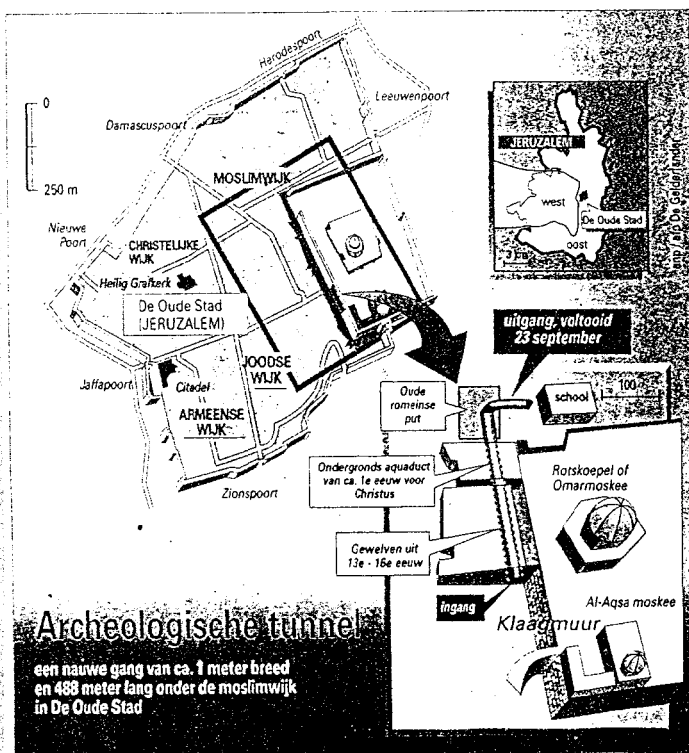 0
250 m
Herodespoort
Leeuwenpoort
Damascuspoort
MOSLIMWIJK
Nieuwe
Poort
CHRISTELIJKE
WIJK
Heilig Grafkerk
De Oude Stad
(JERUZALEM)
Jaffapoort
Citadel
JOODSE
WIJK
ARMEENSE
WIJK
Zionspoort
JERUZALEM
west
De Oude Stad
oost
3 km
uitgang, voltooid
23 september
Oude
romeinse
put
school
100
Ondergronds aquaduct
van ca. 1e eeuw voor
Christus
Rotskoepel of
Omarmoskee
Gewelven uit
13e - 16e eeuw
ingang
Klaagmuur
Al-Aqsa moskee
Archeologische tunnel
een nauwe gang van ca. 1 meter breed
en 488 meter lang onder de moslimwijk
in De Oude Stad